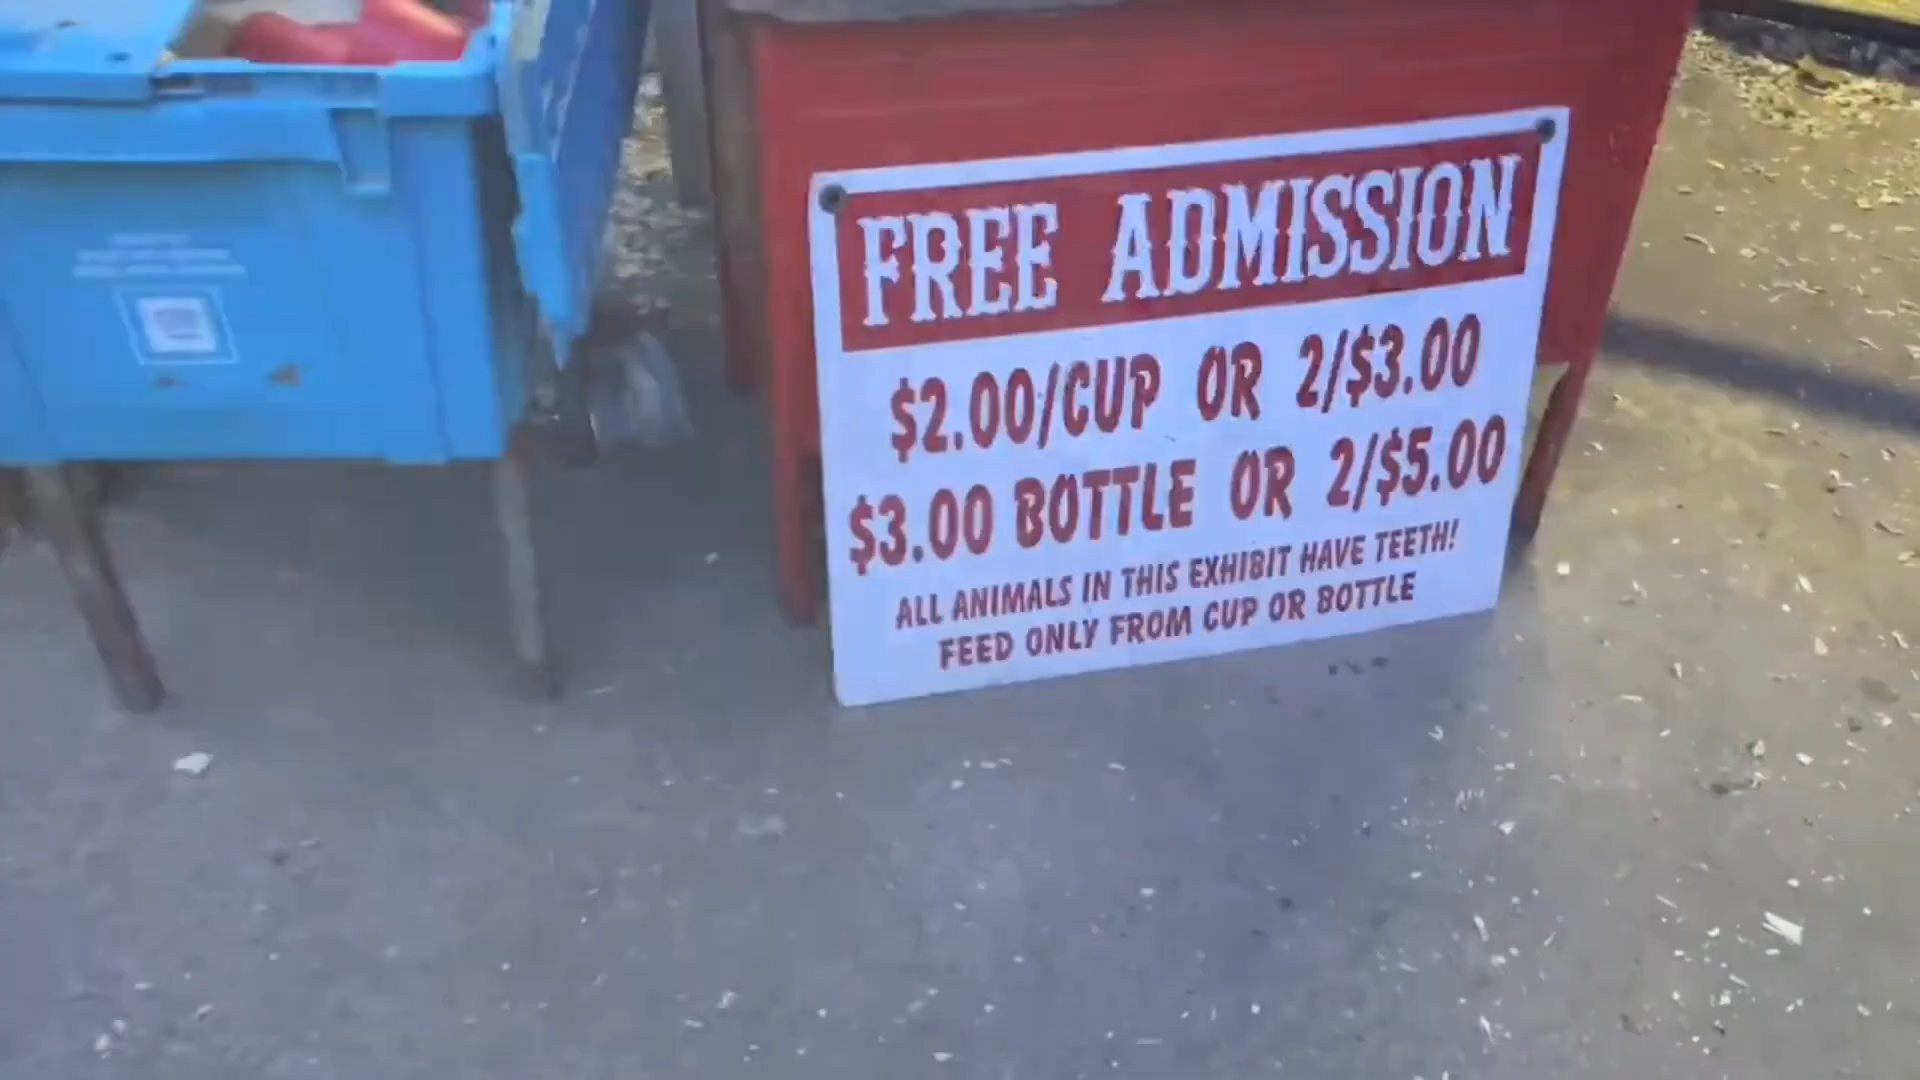 FREE ADMISSION
$2.00/CUP OR 2/$3.00
$3.00 BOTTLE OR 2/$5.00
ALL ANIMALS IN THIS EXHIBIT HAVE TEETH!
FEED ONLY FROM CUP OR BOTTLE